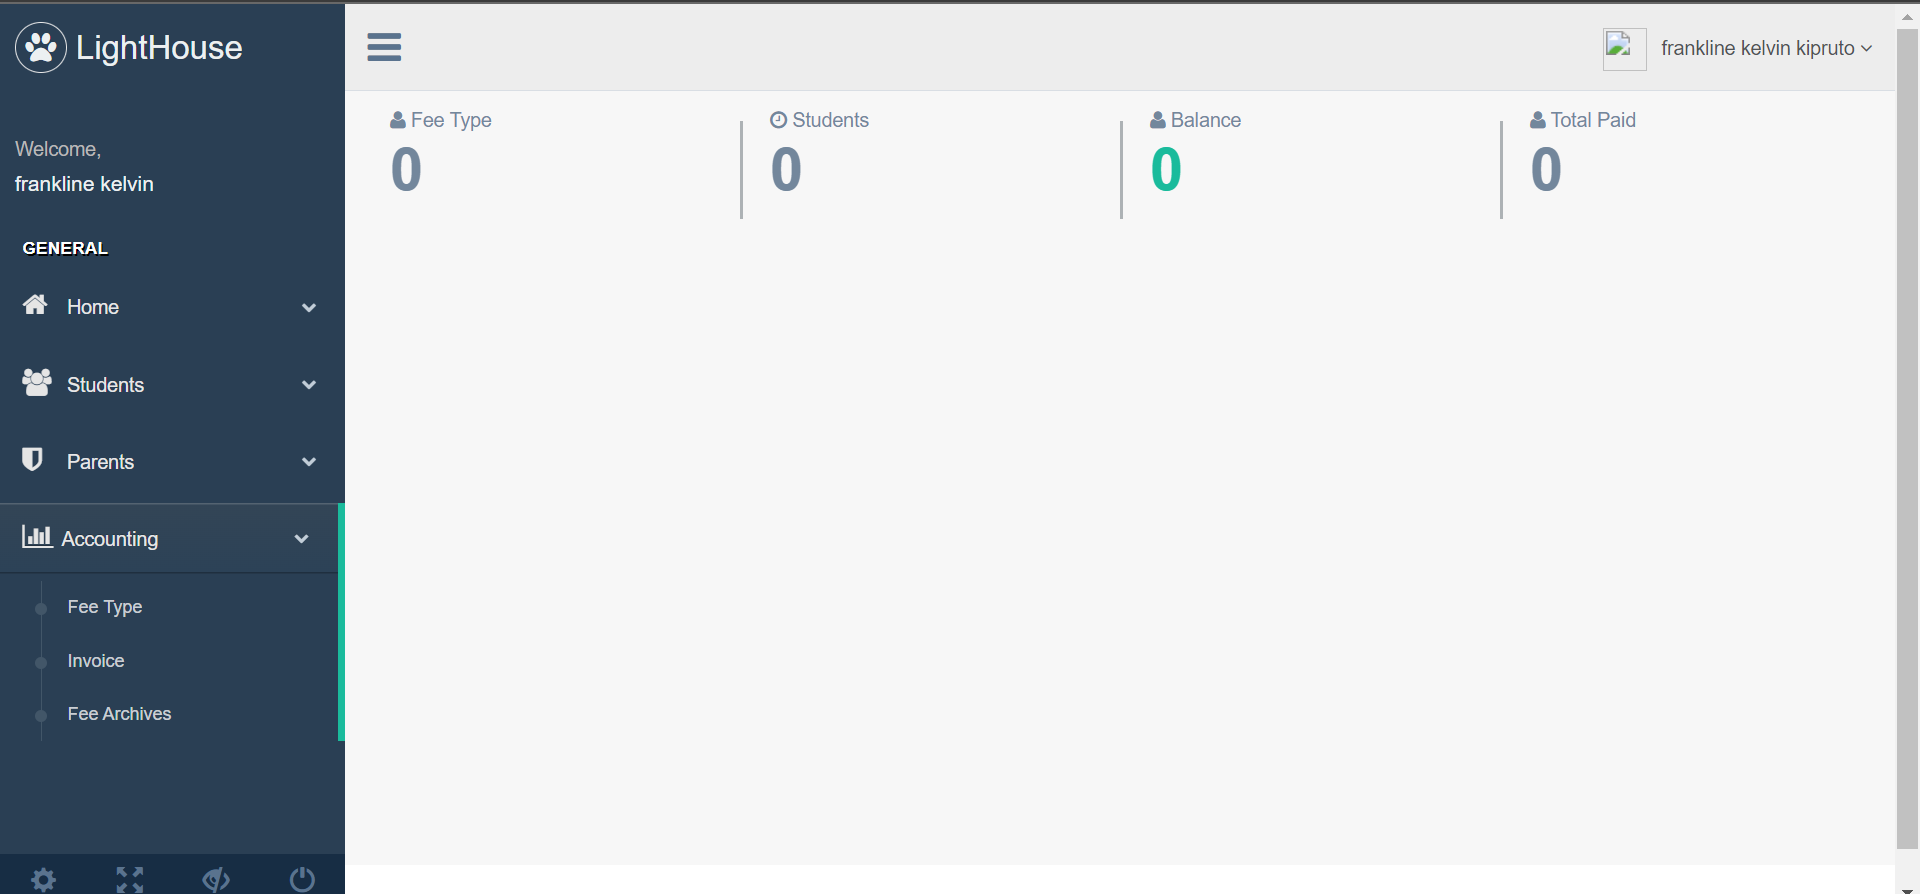 LightHouse
frankline kelvin kipruto
Welcome,
frankline kelvin
GENERAL
Home
Students
Parents
Accounting
Fee Type
Invoice
Fee Archives
Fee Type
0
Students
0
Balance
0
Total Paid
0